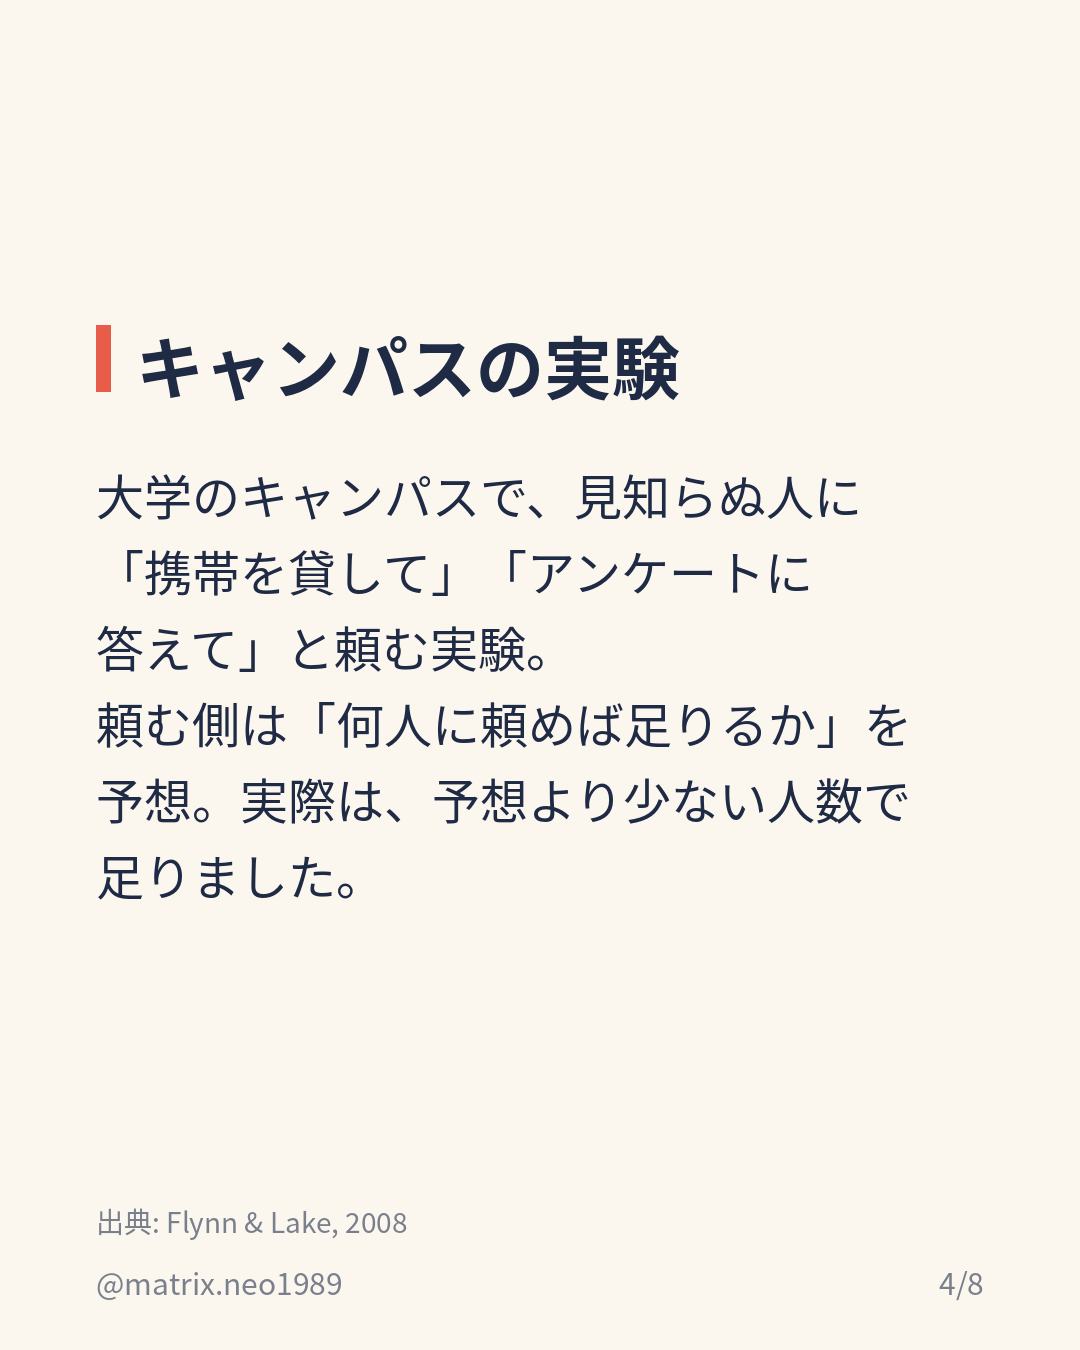 キャンパスの実験
大学のキャンパスで、見知らぬ人に
「携帯を貸して」「アンケートに
答えて」と頼む実験。
頼む側は「何人に頼めば足りるか」を
予想。実際は、予想より少ない人数で
足りました。
出典: Flynn & Lake, 2008
@matrix.neo1989
4/8